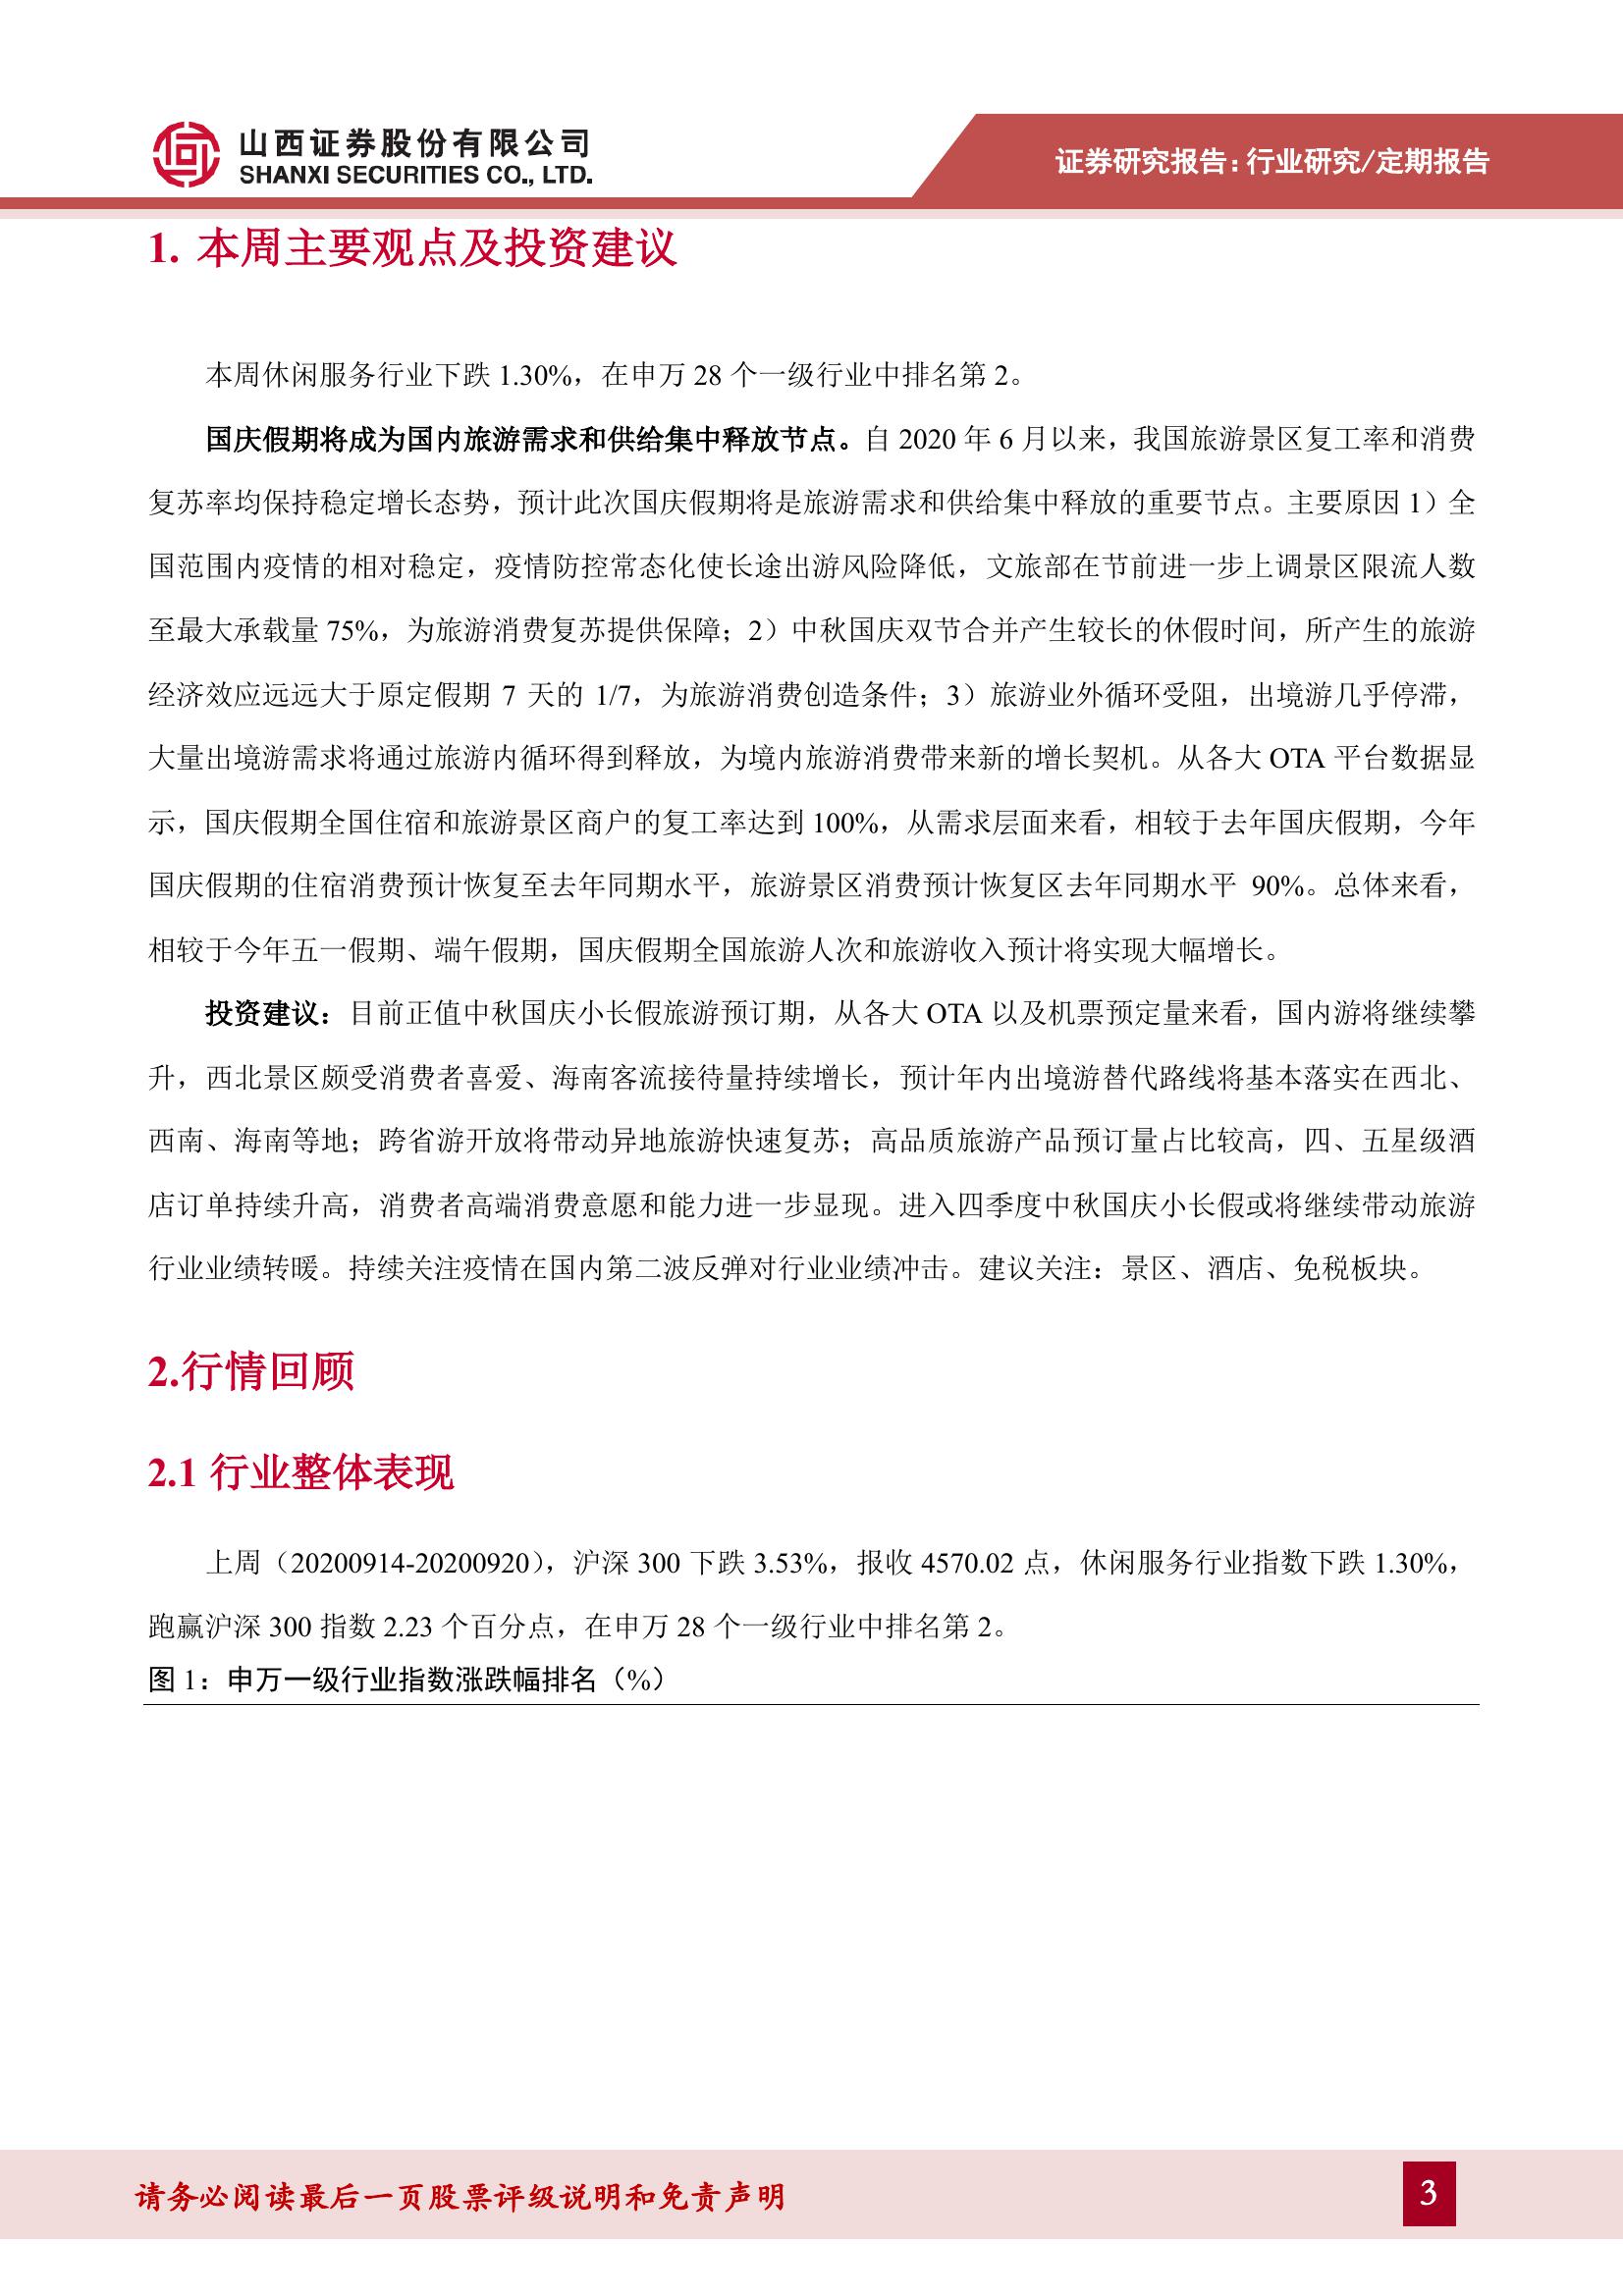 山西证券股份有限公司
SHANXI SECURITIES CO., LTD.
证券研究报告：行业研究/定期报告
1. 本周主要观点及投资建议
本周休闲服务行业下跌 1.30%，在申万 28 个一级行业中排名第 2。
国庆假期将成为国内旅游需求和供给集中释放节点。自 2020 年 6 月以来，我国旅游景区复工率和消费
复苏率均保持稳定增长态势，预计此次国庆假期将是旅游需求和供给集中释放的重要节点。主要原因 1）全
国范围内疫情的相对稳定，疫情防控常态化使长途出游风险降低，文旅部在节前进一步上调景区限流人数
至最大承载量 75%，为旅游消费复苏提供保障；2）中秋国庆双节合并产生较长的休假时间，所产生的旅游
经济效应远远大于原定假期 7 天的 1/7，为旅游消费创造条件；3）旅游业外循环受阻，出境游几乎停滞，
大量出境游需求将通过旅游内循环得到释放，为境内旅游消费带来新的增长契机。从各大 OTA 平台数据显
示，国庆假期全国住宿和旅游景区商户的复工率达到 100%，从需求层面来看，相较于去年国庆假期，今年
国庆假期的住宿消费预计恢复至去年同期水平，旅游景区消费预计恢复区去年同期水平 90%。总体来看，
相较于今年五一假期、端午假期，国庆假期全国旅游人次和旅游收入预计将实现大幅增长。
投资建议：目前正值中秋国庆小长假旅游预订期，从各大 OTA 以及机票预定量来看，国内游将继续攀
升，西北景区颇受消费者喜爱、海南客流接待量持续增长，预计年内出境游替代路线将基本落实在西北、
西南、海南等地；跨省游开放将带动异地旅游快速复苏；高品质旅游产品预订量占比较高，四、五星级酒
店订单持续升高，消费者高端消费意愿和能力进一步显现。进入四季度中秋国庆小长假或将继续带动旅游
行业业绩转暖。持续关注疫情在国内第二波反弹对行业业绩冲击。建议关注：景区、酒店、免税板块。
2.行情回顾
2.1 行业整体表现
上周（20200914-20200920），沪深 300 下跌 3.53%，报收 4570.02 点，休闲服务行业指数下跌 1.30%，
跑赢沪深 300 指数 2.23 个百分点，在申万 28 个一级行业中排名第 2。
图 1：申万一级行业指数涨跌幅排名（%）
请务必阅读最后一页股票评级说明和免责声明
3